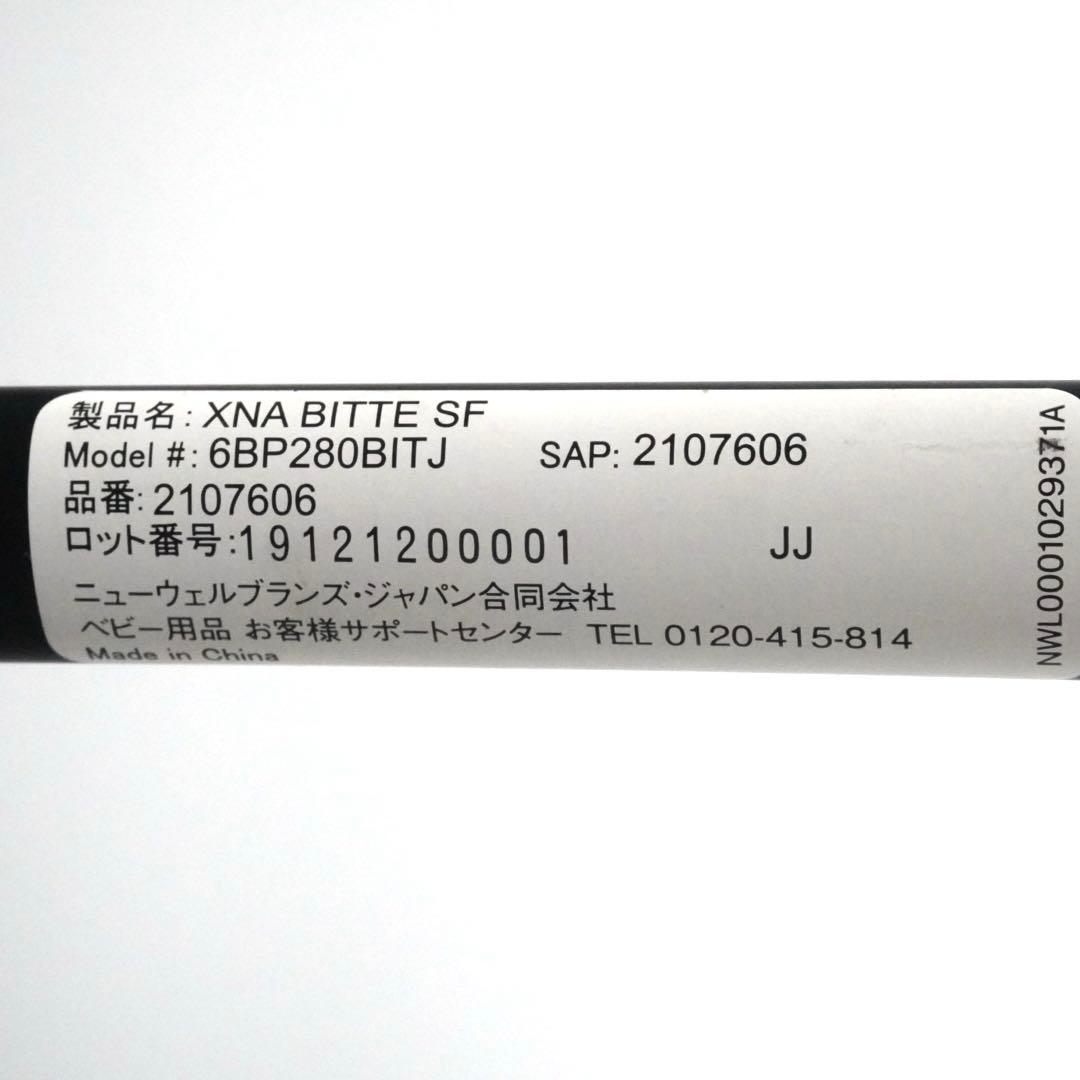 製品名: XNA BITTE SF
Model #: 6BP280BITJ SAP: 2107606
品番: 2107606
ロット番号:19121200001 JJ
ニューウェルブランズ・ジャパン合同会社
ベビー用品 お客様サポートセンター TEL 0120-415-814
Made in China
NWL0001029371A